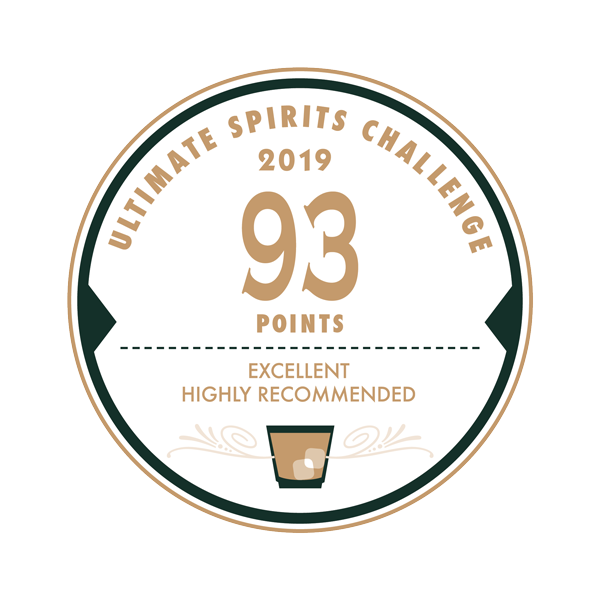 ULTIMATE SPIRITS CHALLENGE
2019
93
POINTS
EXCELLENT
HIGHLY RECOMMENDED